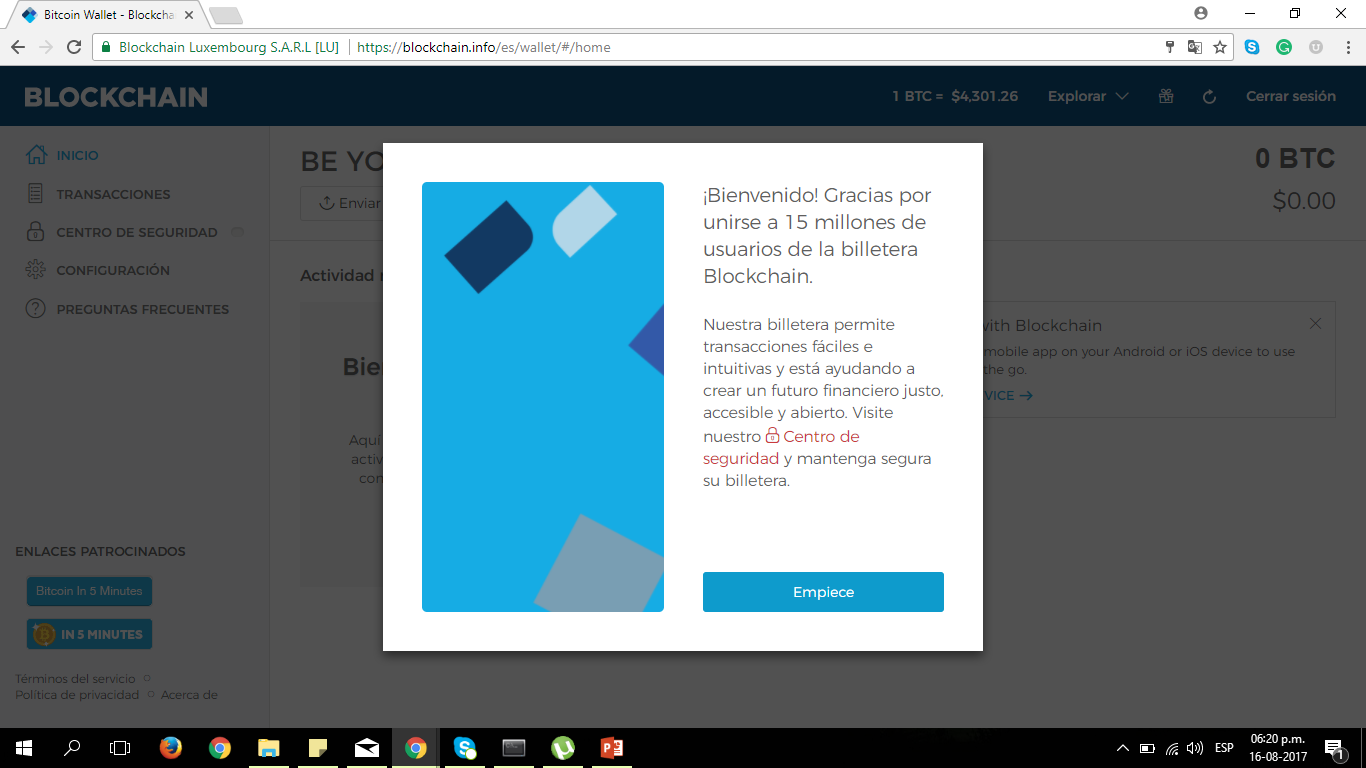 Bitcoin Wallet - Blockcha
Blockchain Luxembourg S.A.R.L [LU]
https://blockchain.info/es/wallet/#/home
BLOCKCHAIN
1 BTC = $4,301.26
Explorar
Cerrar sesión
INICIO
TRANSACCIONES
CENTRO DE SEGURIDAD
CONFIGURACIÓN
PREGUNTAS FRECUENTES
BE YO
0 BTC
$0.00
Enviar
Actividad
Bie
Aquí
activ
con
¡Bienvenido! Gracias por
unirse a 15 millones de
usuarios de la billetera
Blockchain.
Nuestra billetera permite
transacciones fáciles e
intuitivas y está ayudando a
crear un futuro financiero justo,
accesible y abierto. Visite
nuestro Centro de
seguridad y mantenga segura
su billetera.
Empiece
with Blockchain
mobile app on your Android or iOS device to use
the go.
VICE →
ENLACES PATROCINADOS
Bitcoin In 5 Minutes
IN 5 MINUTES
Términos del servicio
Política de privacidad Acerca de
ESP
06:20 p.m.
16-08-2017
1